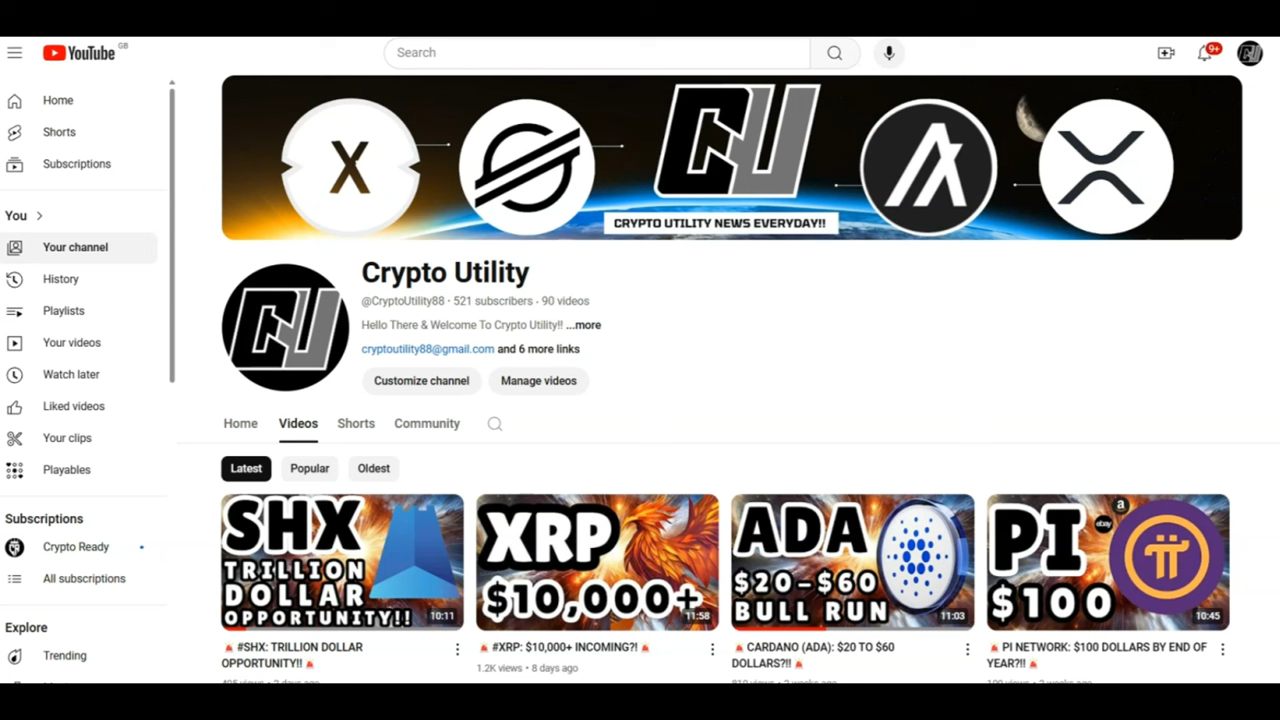 YouTube GB
Search
9+
Home
Shorts
Subscriptions
You
Your channel
History
Playlists
Your videos
Watch later
Liked videos
Your clips
Playables
Subscriptions
Crypto Ready
All subscriptions
Explore
Trending
X
CU
CRYPTO UTILITY NEWS EVERYDAY!!
CU
Crypto Utility
@CryptoUtility88 · 521 subscribers · 90 videos
Hello There & Welcome To Crypto Utility!! ...more
cryptoutility88@gmail.com and 6 more links
Customize channel Manage videos
Home Videos Shorts Community
Latest Popular Oldest
SHX
TRILLION
DOLLAR
OPPORTUNITY!!
10:11
#SHX: TRILLION DOLLAR
OPPORTUNITY!!
XRP
$10,000+
11:58
#XRP: $10,000+ INCOMING?!
1.2K views · 8 days ago
ADA
$20-$60
BULL RUN
11:03
CARDANO (ADA): $20 TO $60
DOLLARS?!!
PI
$100
a
ebay
10:45
PI NETWORK: $100 DOLLARS BY END OF
YEAR?!!